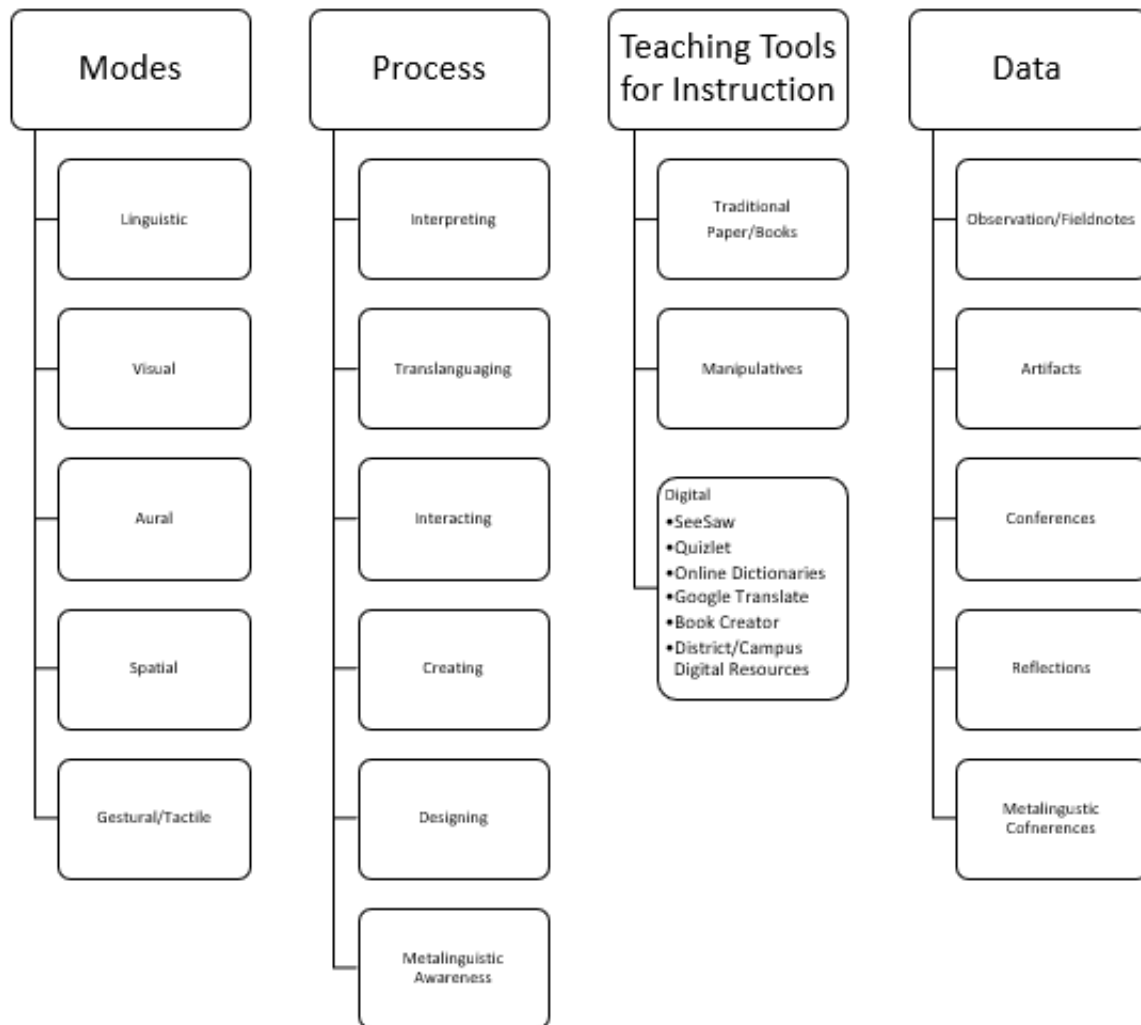 Modes
Linguistic
Visual
Aural
Spatial
Gestural/Tactile
Process
Interpreting
Translanguaging
Interacting
Creating
Designing
Metalinguistic
Awareness
Teaching Tools
for Instruction
Traditional
Paper/Books
Manipulatives
Digital
•SeeSaw
•Quizlet
•Online Dictionaries
•Google Translate
•Book Creator
•District/Campus
Digital Resources
Data
Observation/Fieldnotes
Artifacts
Conferences
Reflections
Metalingustic
Cofnerences